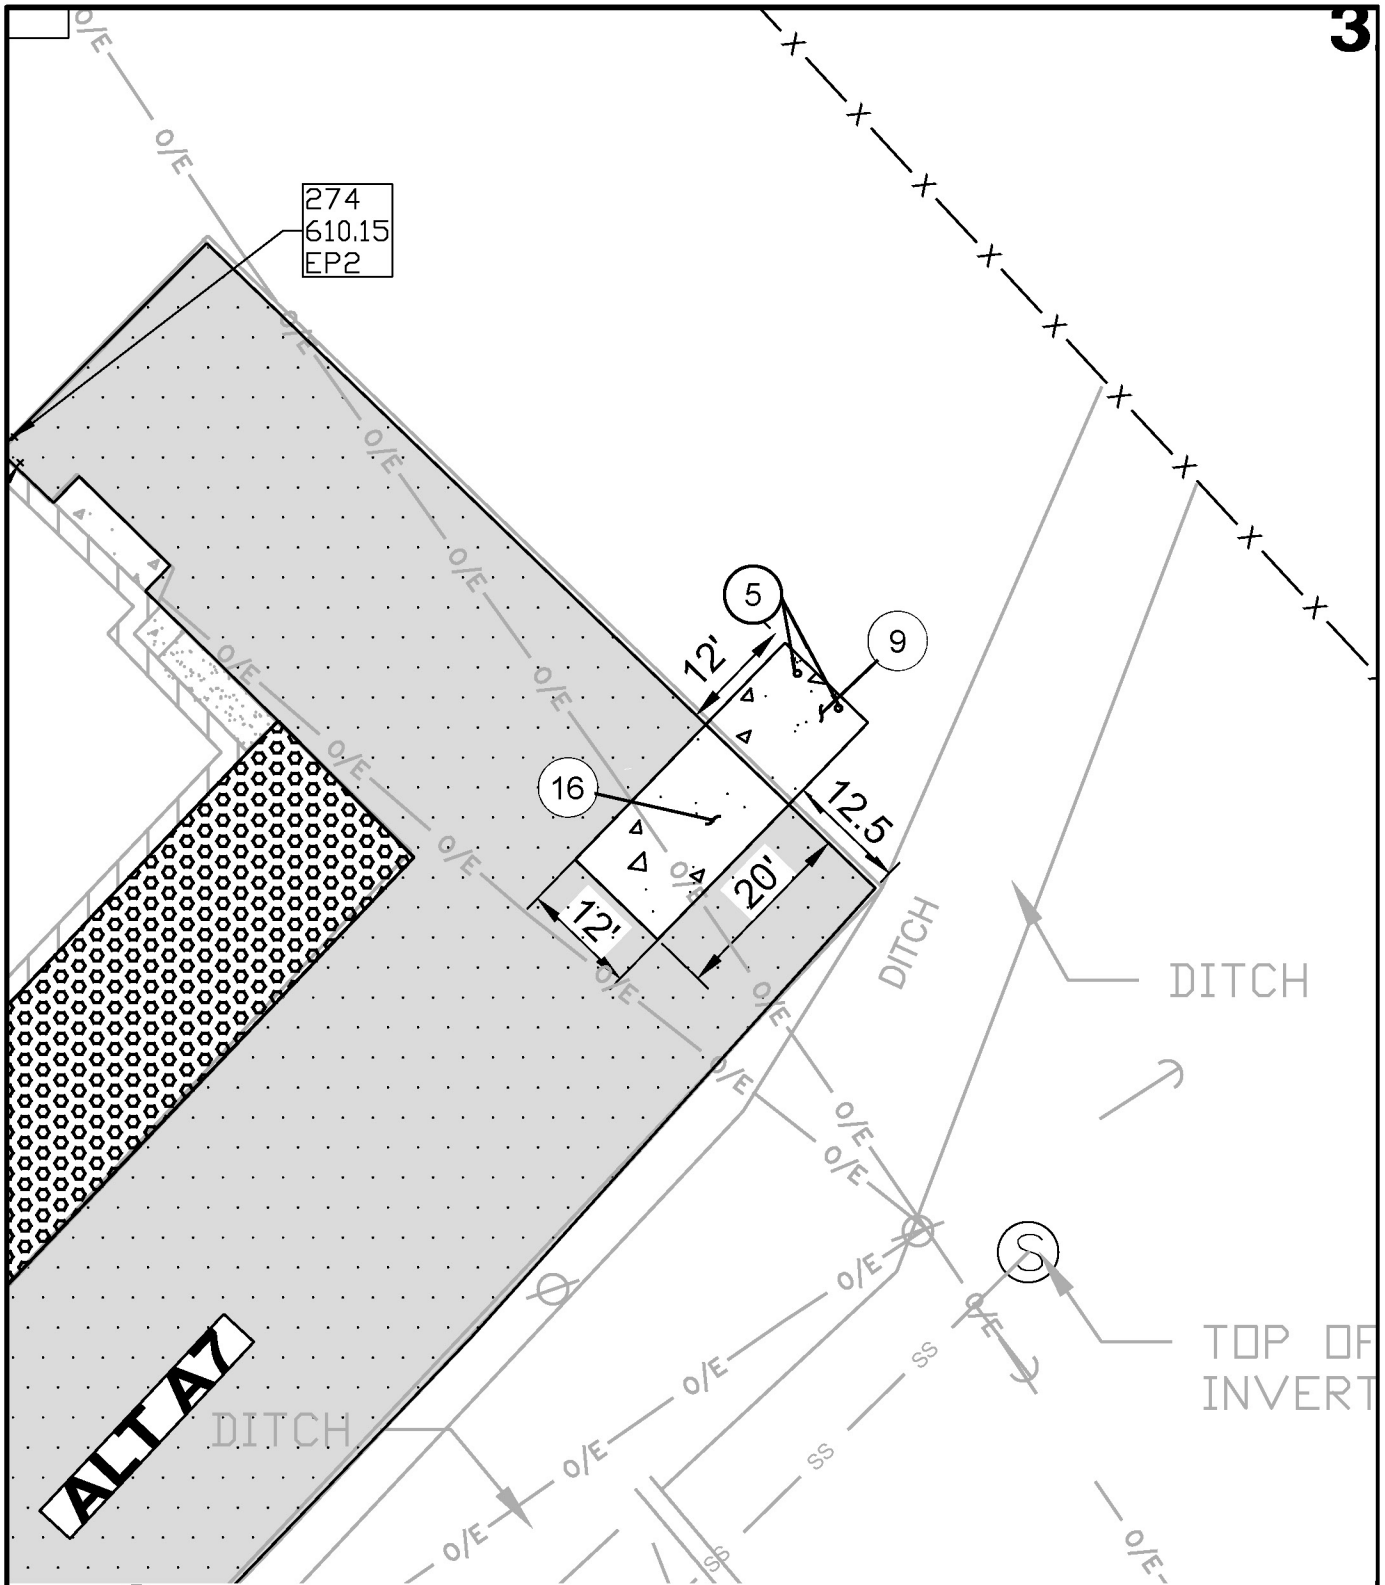 3
O/E
O/E
274
610.15
EP2
O/E
O/E
O/E
5
9
12'
O/E
O/E
O/E
16
12.5
O/E
O/E
20'
12'
DITCH
O/E
DITCH
O/E
O/E
O/E
O/E
S
O/E
O/E
TOP OF
INVERT
SS
O/E
ALT A7
DITCH
O/E
SS
O/E
O/E
SS